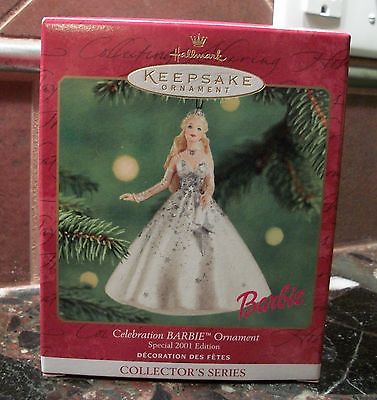 Hallmark
KEEPSAKE
ORNAMENT
Barbie
Celebration BARBIE™ Ornament
Special 2001 Edition
DÉCORATION DES FÊTES
COLLECTOR'S SERIES